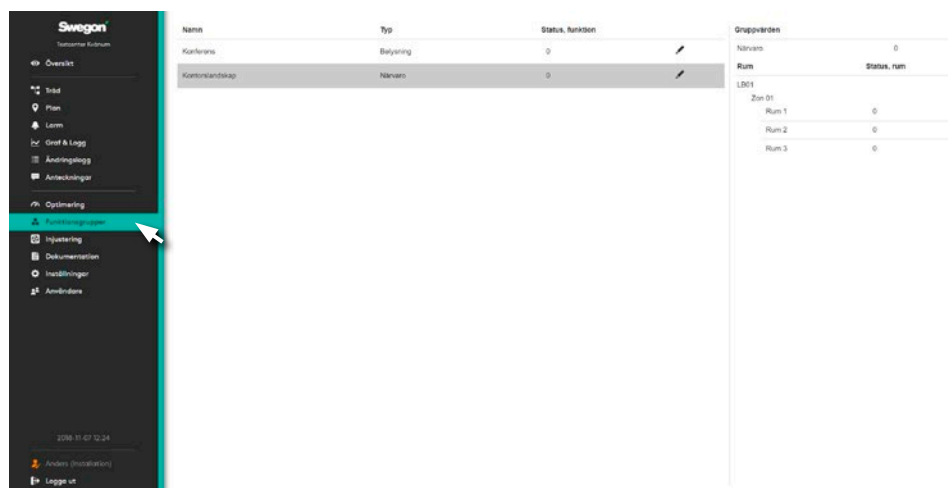 Swegon
Testcenter Kvänum
Översikt
Träd
Plan
Larm
Graf & Logg
Ändringslogg
Anteckningar
Optimering
Funktionsgrupper
Injustering
Dokumentation
Inställningar
Användare
2018-11-07 12:24
Anders (Installation)
Logga ut
Namn Typ Status, funktion
Konferens Belysning 0
Kontorslandskap Närvaro 0
Gruppvärden
Närvaro 0
Rum Status, rum
LB01
Zon 01
Rum 1 0
Rum 2 0
Rum 3 0